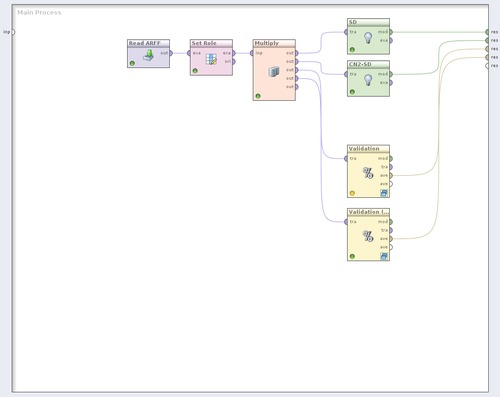 Main Process
inp
Read ARFF
out
Set Role
exa
exa
ori
Multiply
inp
out
out
out
out
out
SD
tra
mod
exa
CN2-SD
tra
mod
exa
Validation
tra
mod
tra
ave
ave
Validation (...
tra
mod
tra
ave
ave
res
res
res
res
res